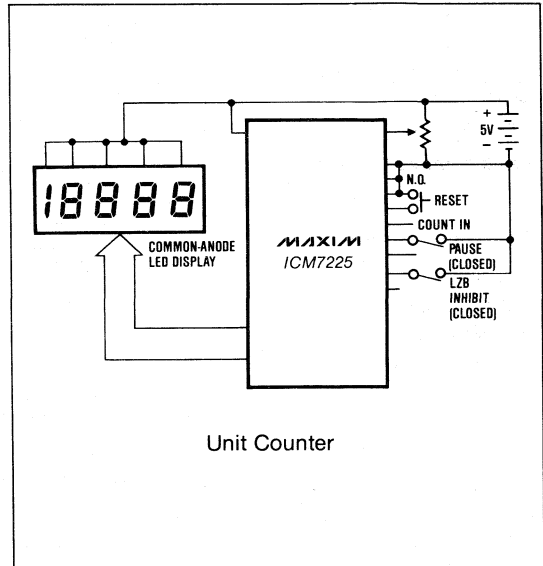 +
5V
−
N.O.
RESET
COUNT IN
PAUSE
(CLOSED)
LZB
INHIBIT
(CLOSED)
18888
COMMON-ANODE
LED DISPLAY
MAXIM
ICM7225
Unit Counter